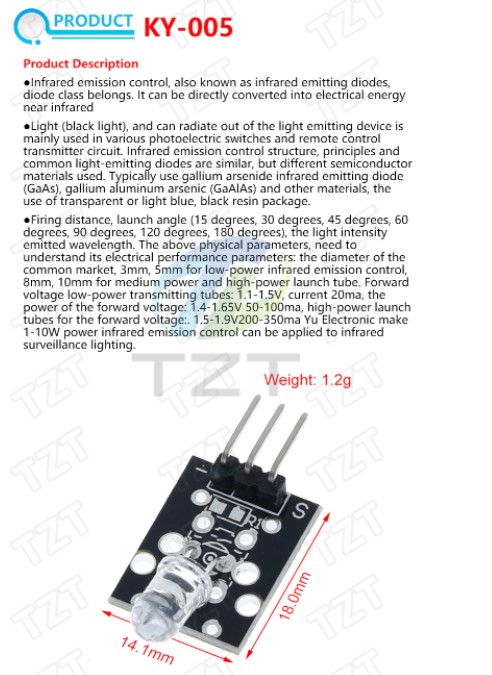 PRODUCT KY-005
Product Description
●Infrared emission control, also known as infrared emitting diodes,
diode class belongs. It can be directly converted into electrical energy
near infrared
●Light (black light), and can radiate out of the light emitting device is
mainly used in various photoelectric switches and remote control
transmitter circuit. Infrared emission control structure, principles and
common light-emitting diodes are similar, but different semiconductor
materials used. Typically use gallium arsenide infrared emitting diode
(GaAs), gallium aluminum arsenic (GaAlAs) and other materials, the
use of transparent or light blue, black resin package.
●Firing distance, launch angle (15 degrees, 30 degrees, 45 degrees, 60
degrees, 90 degrees, 120 degrees, 180 degrees), the light intensity
emitted wavelength. The above physical parameters, need to
understand its electrical performance parameters: the diameter of the
common market, 3mm, 5mm for low-power infrared emission control,
8mm, 10mm for medium power and high-power launch tube. Forward
voltage low-power transmitting tubes: 1.1-1.5V, current 20ma, the
power of the forward voltage: 1.4-1.65V 50-100ma, high-power launch
tubes for the forward voltage:. 1.5-1.9V200-350ma Yu Electronic make
1-10W power infrared emission control can be applied to infrared
surveillance lighting.
TZT
Weight: 1.2g
- S
R1
18.0mm
14.1mm